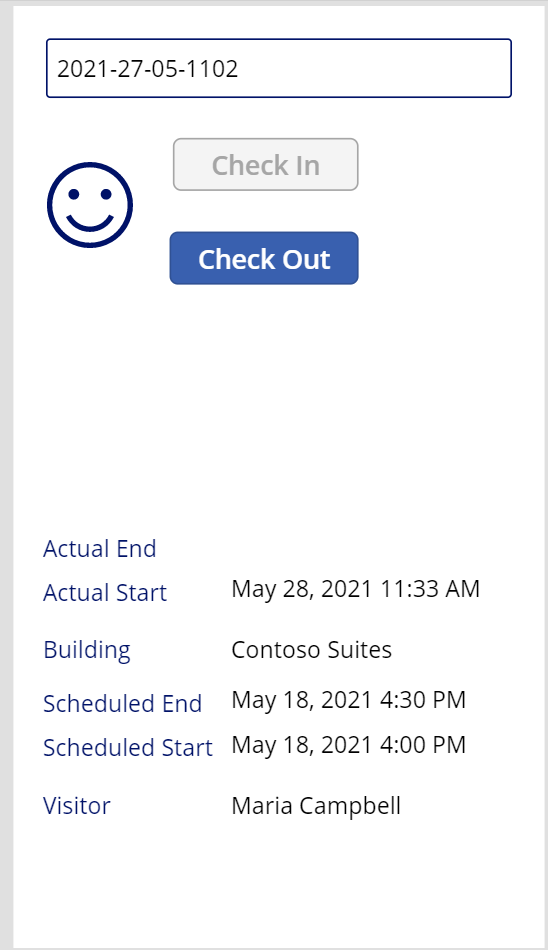 2021-27-05-1102
Check In
Check Out
Actual End
Actual Start May 28, 2021 11:33 AM
Building Contoso Suites
Scheduled End May 18, 2021 4:30 PM
Scheduled Start May 18, 2021 4:00 PM
Visitor Maria Campbell